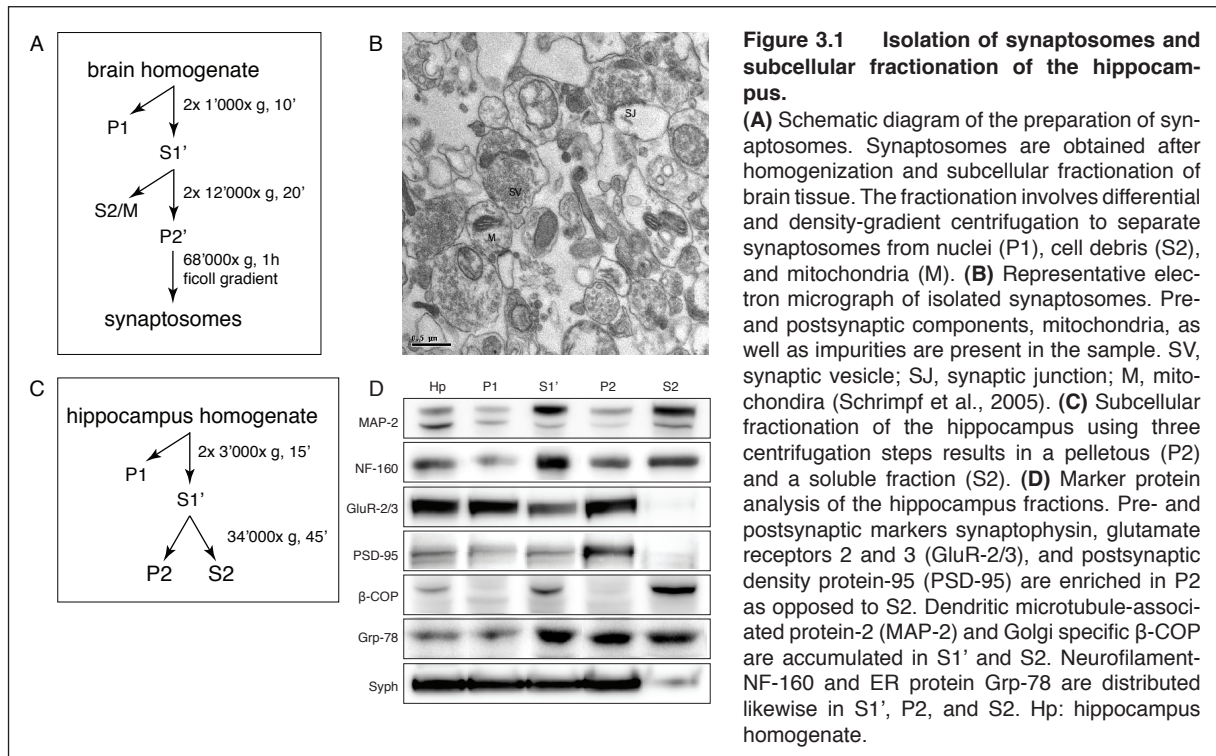 A
brain homogenate
2x 1’000x g, 10’
P1
S1’
2x 12’000x g, 20’
S2/M
P2’
68’000x g, 1h
ficoll gradient
synaptosomes
B
SJ
SV
M
0.5 µm
C
hippocampus homogenate
2x 3’000x g, 15’
P1
S1’
34’000x g, 45’
P2 S2
D
Hp P1 S1’ P2 S2
MAP-2
NF-160
GluR-2/3
PSD-95
β-COP
Grp-78
Syph
Figure 3.1 Isolation of synaptosomes and
subcellular fractionation of the hippocam-
pus.
(A) Schematic diagram of the preparation of syn-
aptosomes. Synaptosomes are obtained after
homogenization and subcellular fractionation of
brain tissue. The fractionation involves differential
and density-gradient centrifugation to separate
synaptosomes from nuclei (P1), cell debris (S2),
and mitochondria (M). (B) Representative elec-
tron micrograph of isolated synaptosomes. Pre-
and postsynaptic components, mitochondria, as
well as impurities are present in the sample. SV,
synaptic vesicle; SJ, synaptic junction; M, mito-
chondira (Schrimpf et al., 2005). (C) Subcellular
fractionation of the hippocampus using three
centrifugation steps results in a pelletous (P2)
and a soluble fraction (S2). (D) Marker protein
analysis of the hippocampus fractions. Pre- and
postsynaptic markers synaptophysin, glutamate
receptors 2 and 3 (GluR-2/3), and postsynaptic
density protein-95 (PSD-95) are enriched in P2
as opposed to S2. Dendritic microtubule-associ-
ated protein-2 (MAP-2) and Golgi specific β-COP
are accumulated in S1’ and S2. Neurofilament-
NF-160 and ER protein Grp-78 are distributed
likewise in S1’, P2, and S2. Hp: hippocampus
homogenate.